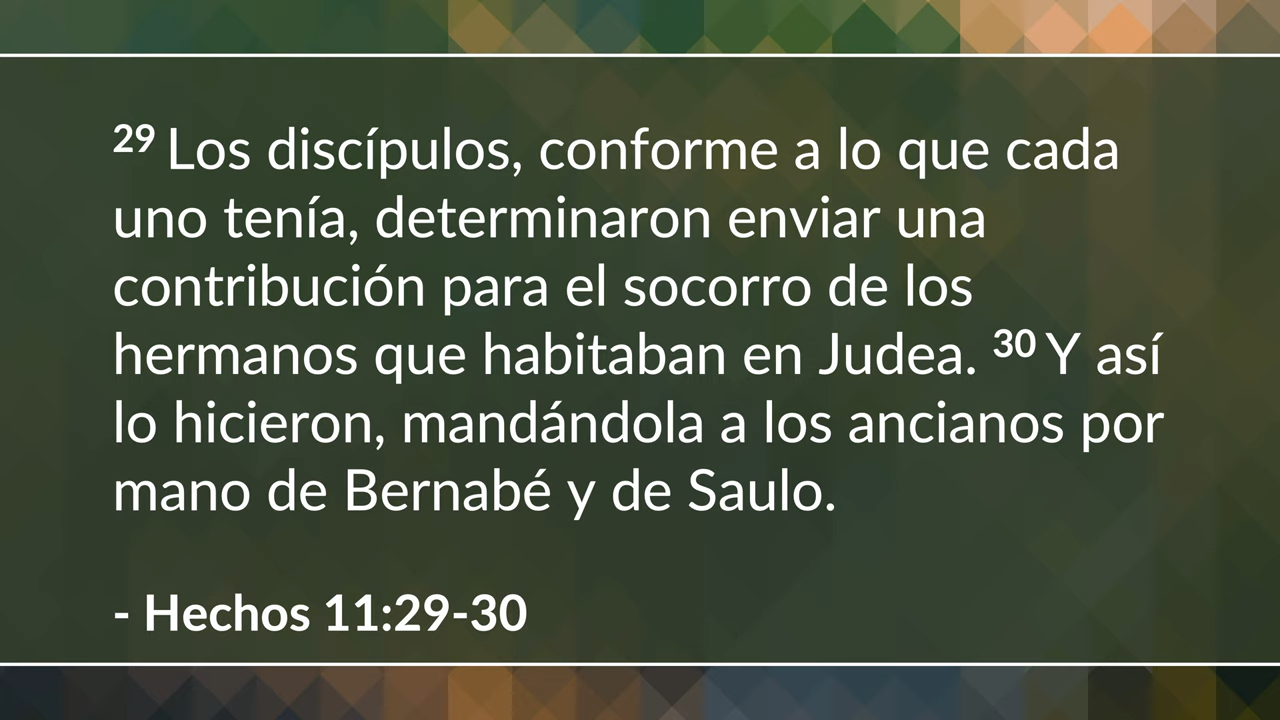 29 Los discípulos, conforme a lo que cada
uno tenía, determinaron enviar una
contribución para el socorro de los
hermanos que habitaban en Judea. 30 Y así
lo hicieron, mandándola a los ancianos por
mano de Bernabé y de Saulo.
- Hechos 11:29-30